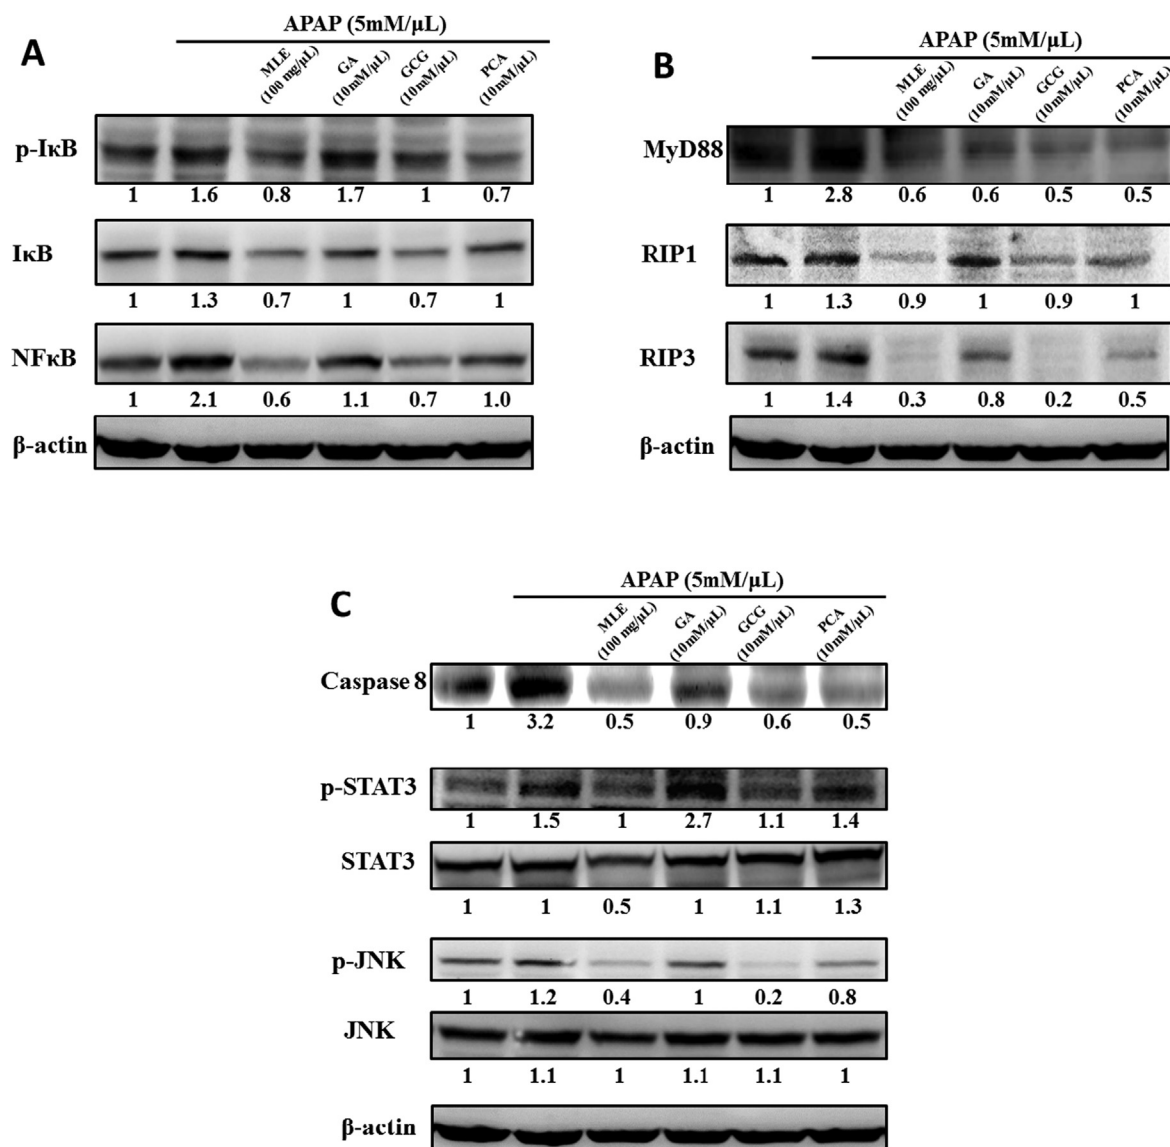 A
APAP (5mM/μL)
MLE
(100 mg/μL)
GA
(10mM/μL)
GCG
(10mM/μL)
PCA
(10mM/μL)
p-IκB
1 1.6 0.8 1.7 1 0.7
IκB
1 1.3 0.7 1 0.7 1
NFκB
1 2.1 0.6 1.1 0.7 1.0
β-actin
B
APAP (5mM/μL)
MLE
(100 mg/μL)
GA
(10mM/μL)
GCG
(10mM/μL)
PCA
(10mM/μL)
MyD88
1 2.8 0.6 0.6 0.5 0.5
RIP1
1 1.3 0.9 1 0.9 1
RIP3
1 1.4 0.3 0.8 0.2 0.5
β-actin
C
APAP (5mM/μL)
MLE
(100 mg/μL)
GA
(10mM/μL)
GCG
(10mM/μL)
PCA
(10mM/μL)
Caspase 8
1 3.2 0.5 0.9 0.6 0.5
p-STAT3
1 1.5 1 2.7 1.1 1.4
STAT3
1 1 0.5 1 1.1 1.3
p-JNK
1 1.2 0.4 1 0.2 0.8
JNK
1 1.1 1 1.1 1.1 1
β-actin